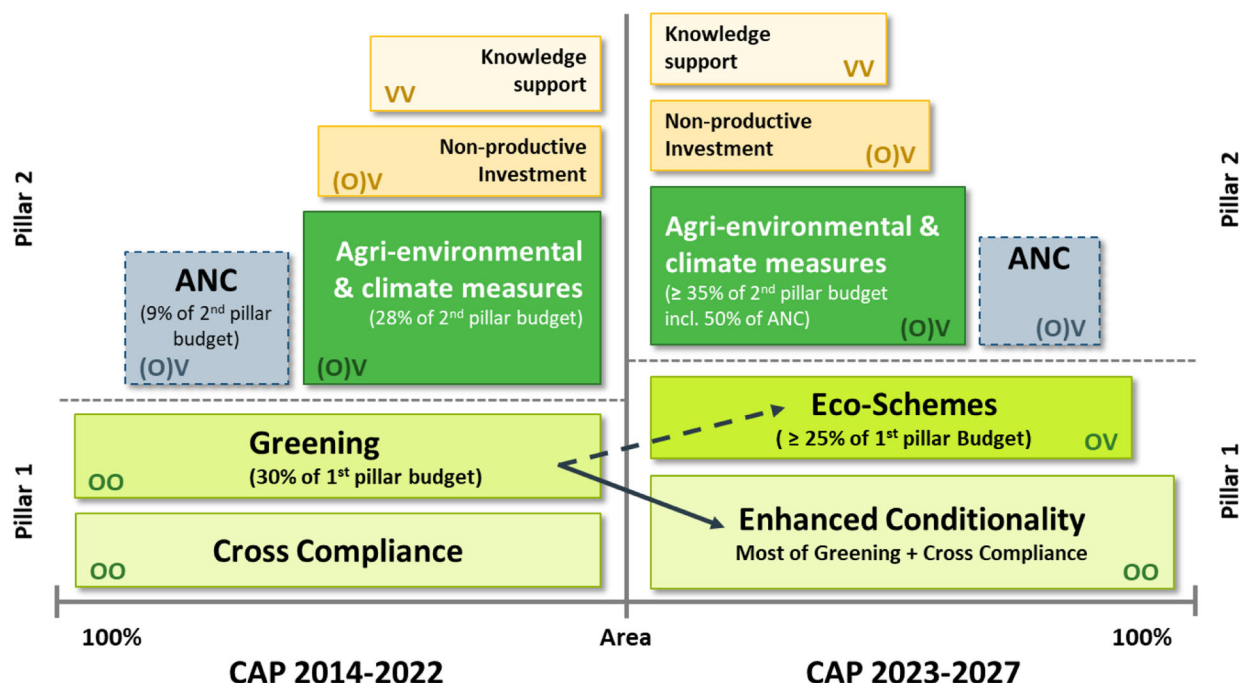 Knowledge
support
VV
Non-productive
Investment
(O)V
Agri-environmental
& climate measures
(28% of 2nd pillar budget)
(O)V
ANC
(9% of 2nd pillar
budget)
(O)V
Pillar 2
Greening
(30% of 1st pillar budget)
OO
Cross Compliance
OO
Pillar 1
Knowledge
support
VV
Non-productive
Investment
(O)V
Agri-environmental &
climate measures
(≥ 35% of 2nd pillar budget
incl. 50% of ANC)
(O)V
ANC
(O)V
Pillar 2
Eco-Schemes
( ≥ 25% of 1st pillar Budget)
OV
Enhanced Conditionality
Most of Greening + Cross Compliance
OO
Pillar 1
100%
Area
100%
CAP 2014-2022
CAP 2023-2027